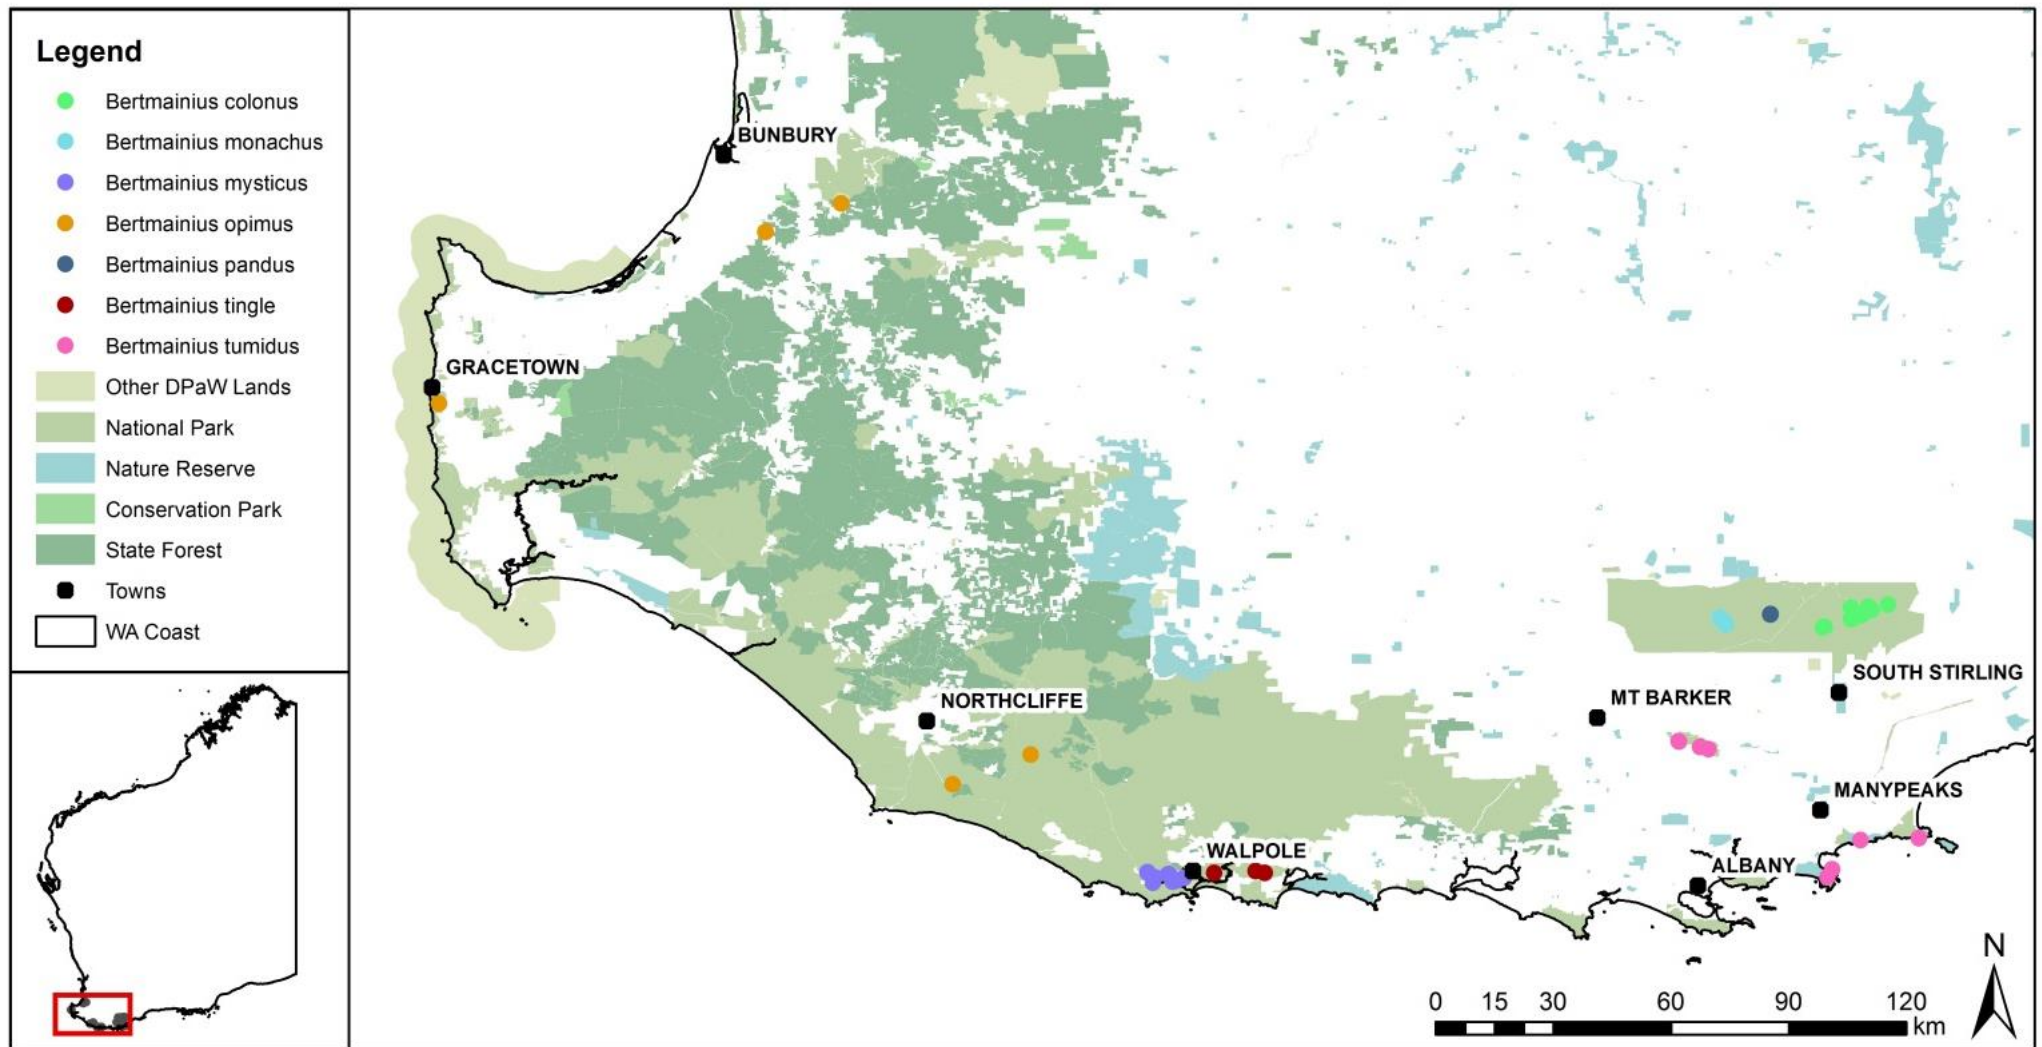 Legend
Bertmainius colonus
Bertmainius monachus
Bertmainius mysticus
Bertmainius opimus
Bertmainius pandus
Bertmainius tingle
Bertmainius tumidus
Other DPaW Lands
National Park
Nature Reserve
Conservation Park
State Forest
Towns
WA Coast
BUNBURY
GRACETOWN
NORTHCLIFFE
SOUTH STIRLING
MT BARKER
MANYPEAKS
WALPOLE
ALBANY
N
0 15 30 60 90 120
km